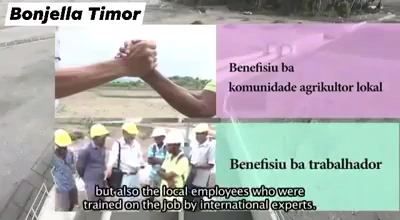 Bonjella Timor
Benefisiu ba
komunidade agrikultor lokal
Benefisiu ba trabalhador
but also the local employees who were
trained on the job by international experts.